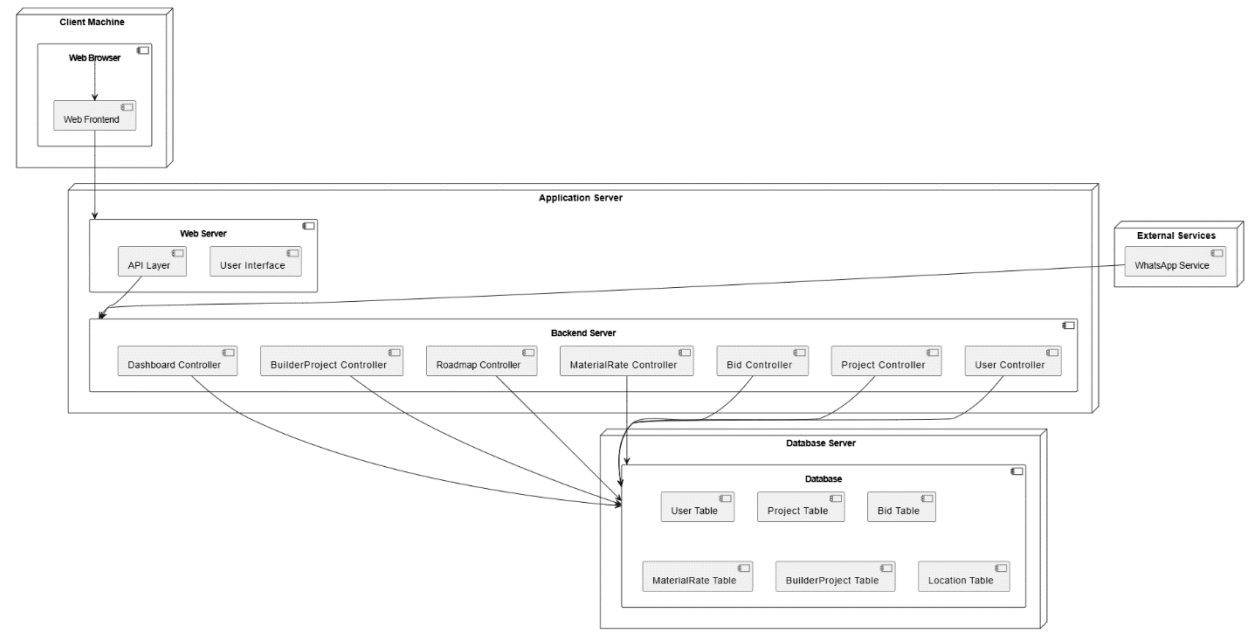 Client Machine
Web Browser
Web Frontend
Application Server
Web Server
API Layer
User Interface
External Services
WhatsApp Service
Backend Server
Dashboard Controller
BuilderProject Controller
Roadmap Controller
MaterialRate Controller
Bid Controller
Project Controller
User Controller
Database Server
Database
User Table
Project Table
Bid Table
MaterialRate Table
BuilderProject Table
Location Table